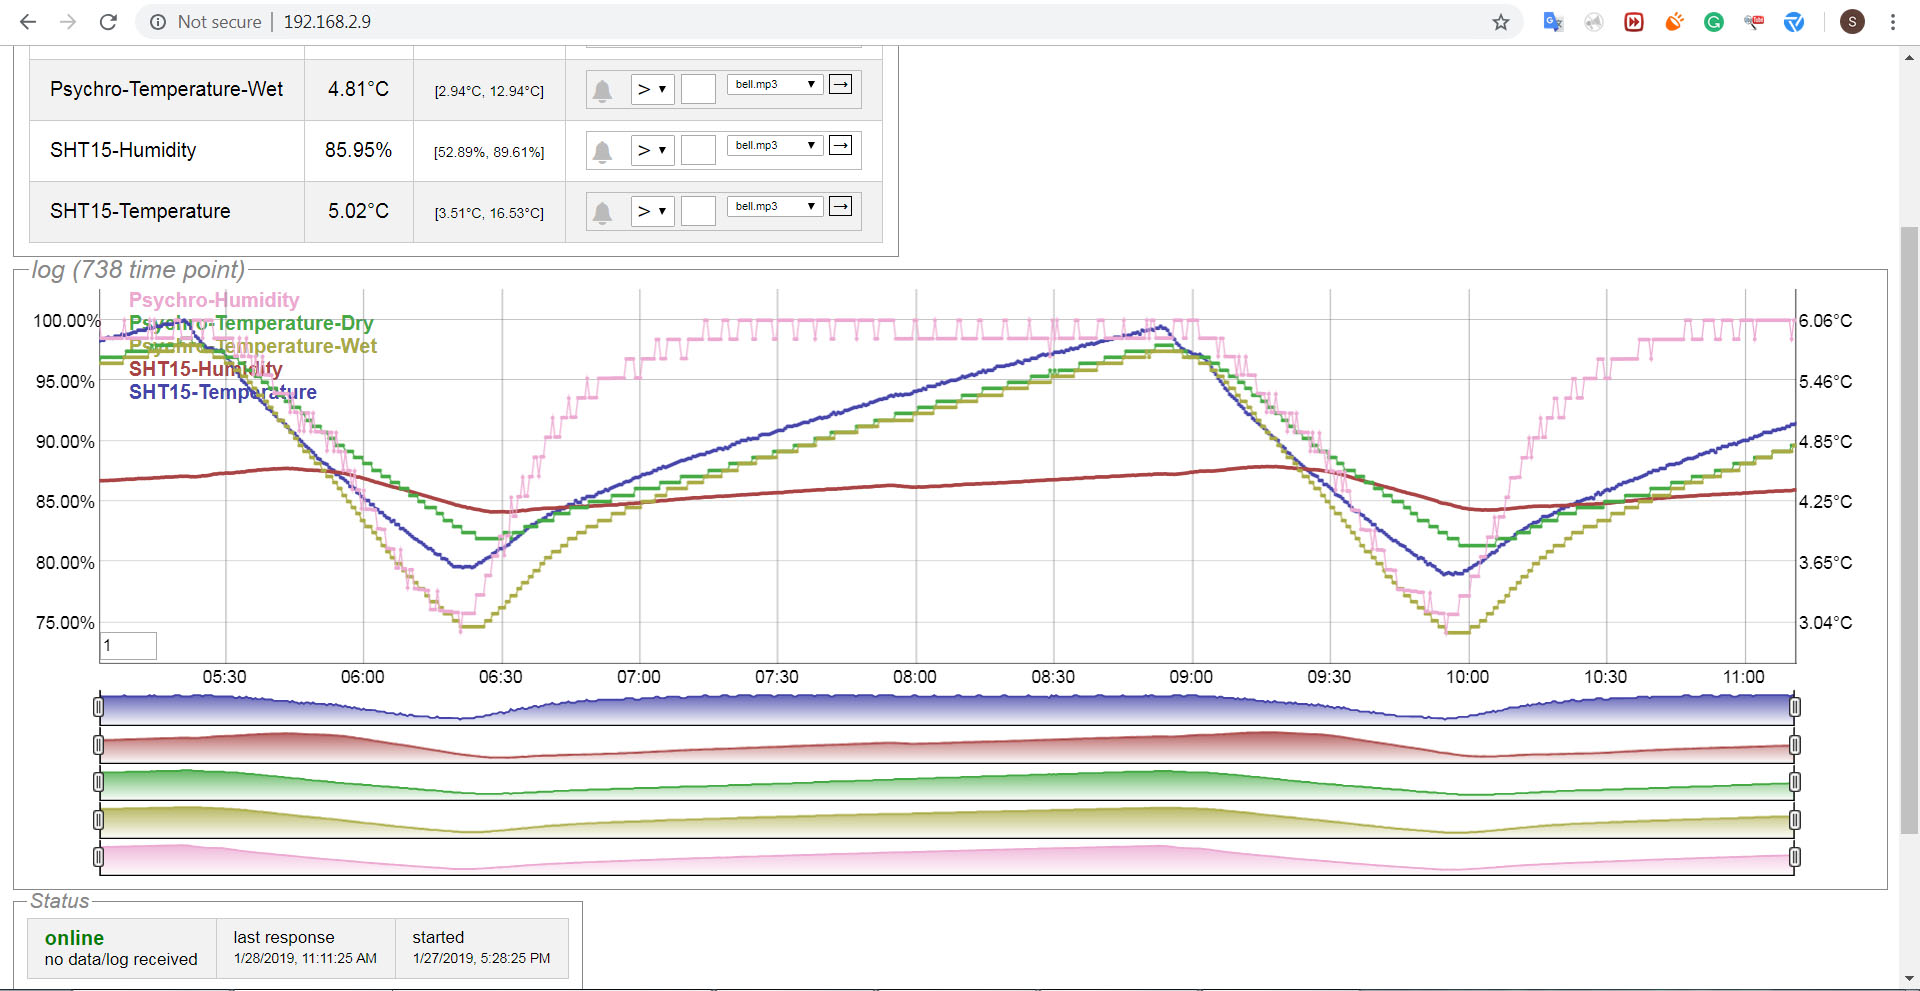 Not secure | 192.168.2.9
S
Psychro-Temperature-Wet 4.81°C [2.94°C, 12.94°C] > ▼ bell.mp3 ▼ →
SHT15-Humidity 85.95% [52.89%, 89.61%] > ▼ bell.mp3 ▼ →
SHT15-Temperature 5.02°C [3.51°C, 16.53°C] > ▼ bell.mp3 ▼ →
log (738 time point)
Psychro-Humidity
Psychro-Temperature-Dry
Psychro-Temperature-Wet
SHT15-Humidity
SHT15-Temperature
100.00% 6.06°C
95.00% 5.46°C
90.00% 4.85°C
85.00% 4.25°C
80.00% 3.65°C
75.00% 3.04°C
1
05:30 06:00 06:30 07:00 07:30 08:00 08:30 09:00 09:30 10:00 10:30 11:00
Status
online last response started
no data/log received 1/28/2019, 11:11:25 AM 1/27/2019, 5:28:25 PM